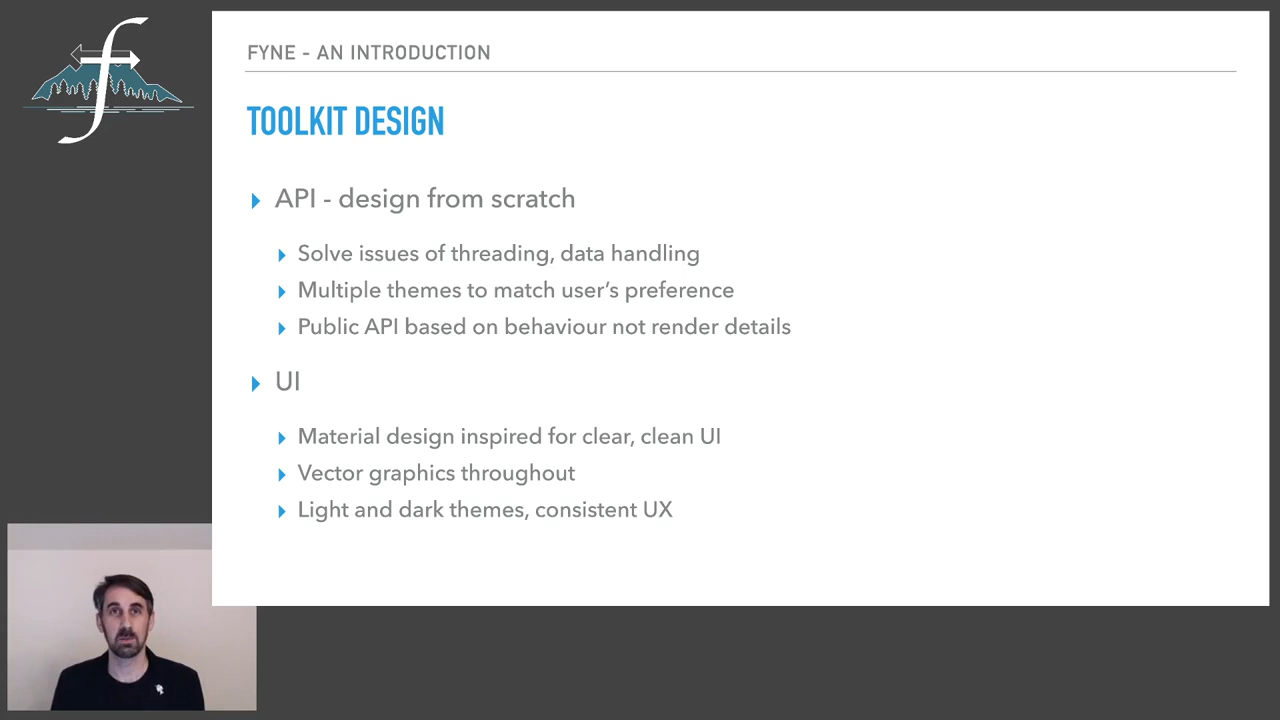 FYNE - AN INTRODUCTION
TOOLKIT DESIGN
API - design from scratch
Solve issues of threading, data handling
Multiple themes to match user’s preference
Public API based on behaviour not render details
UI
Material design inspired for clear, clean UI
Vector graphics throughout
Light and dark themes, consistent UX